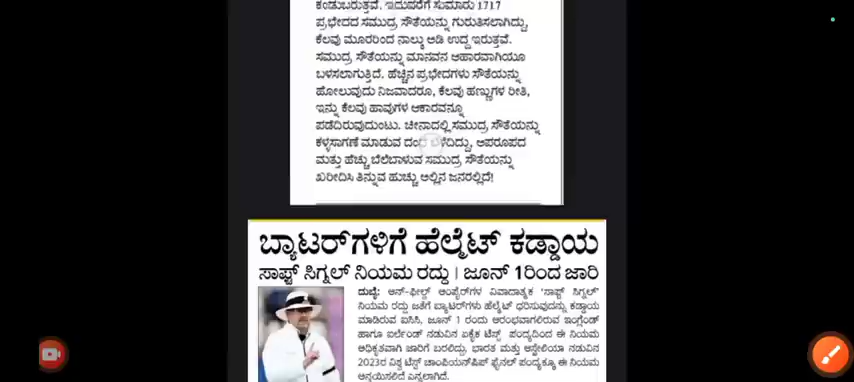 ಕಂಡುಬರುತ್ತವೆ. ಇದುವರೆಗೆ ಸುಮಾರು 1717
ಪ್ರಭೇದದ ಸಮುದ್ರ ಸೌತೆಯನ್ನು ಗುರುತಿಸಲಾಗಿದ್ದು,
ಕೆಲವು ಮೂರರಿಂದ ನಾಲ್ಕು ಅಡಿ ಉದ್ದ ಇರುತ್ತವೆ.
ಸಮುದ್ರ ಸೌತೆಯನ್ನು ಮಾನವನ ಆಹಾರವಾಗಿಯೂ
ಬಳಸಲಾಗುತ್ತಿದೆ. ಹೆಚ್ಚಿನ ಪ್ರಭೇದಗಳು ಸೌತೆಯನ್ನು
ಹೋಲುವುದು ನಿಜವಾದರೂ, ಕೆಲವು ಹಣ್ಣುಗಳ ರೀತಿ,
ಇನ್ನು ಕೆಲವು ಹಾವುಗಳ ಆಕಾರವನ್ನೂ
ಪಡೆದಿರುವುದುಂಟು. ಚೀನಾದಲ್ಲಿ ಸಮುದ್ರ ಸೌತೆಯನ್ನು
ಕಳ್ಳಸಾಗಣೆ ಮಾಡುವ ದಂಧೆ ಬೆಳೆದಿದ್ದು, ಅಪರೂಪದ
ಮತ್ತು ಹೆಚ್ಚು ಬೆಲೆಬಾಳುವ ಸಮುದ್ರ ಸೌತೆಯನ್ನು
ಖರೀದಿಸಿ ತಿನ್ನುವ ಹುಚ್ಚು ಅಲ್ಲಿನ ಜನರಲ್ಲಿದೆ!
ಬ್ಯಾಟರ್‌ಗಳಿಗೆ ಹೆಲ್ಮೆಟ್ ಕಡ್ಡಾಯ
ಸಾಫ್ಟ್ ಸಿಗ್ನಲ್ ನಿಯಮ ರದ್ದು | ಜೂನ್ 1ರಿಂದ ಜಾರಿ
ದುಬೈ: ಆನ್-ಫೀಲ್ಡ್ ಅಂಪೈರ್‌ಗಳ ವಿವಾದಾತ್ಮಕ 'ಸಾಫ್ಟ್ ಸಿಗ್ನಲ್'
ನಿಯಮ ರದ್ದು ಜತೆಗೆ ಬ್ಯಾಟರ್‌ಗಳು ಹೆಲ್ಮೆಟ್ ಧರಿಸುವುದನ್ನು ಕಡ್ಡಾಯ
ಮಾಡಿರುವ ಐಸಿಸಿ, ಜೂನ್ 1 ರಂದು ಆರಂಭವಾಗಲಿರುವ ಇಂಗ್ಲೆಂಡ್
ಹಾಗೂ ಐರ್ಲೆಂಡ್ ನಡುವಿನ ಏಕೈಕ ಟೆಸ್ಟ್ ಪಂದ್ಯದಿಂದ ಈ ನಿಯಮ
ಅಧಿಕೃತವಾಗಿ ಜಾರಿಗೆ ಬರಲಿದ್ದು, ಭಾರತ ಮತ್ತು ಆಸ್ಟ್ರೇಲಿಯಾ ನಡುವಿನ
2023ರ ವಿಶ್ವ ಟೆಸ್ಟ್ ಚಾಂಪಿಯನ್‌ಷಿಪ್ ಫೈನಲ್ ಪಂದ್ಯಕ್ಕೂ ಈ ನಿಯಮ
ಅನ್ವಯಿಸಲಿದೆ ಎನ್ನಲಾಗಿದೆ.